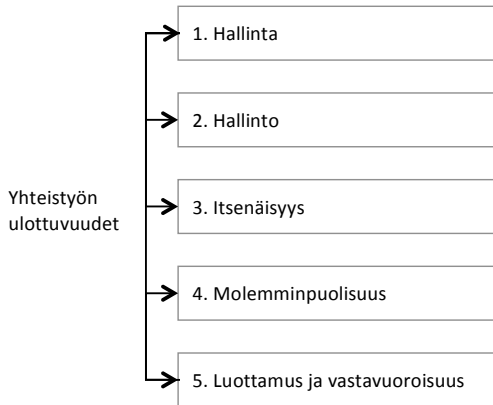 1. Hallinta
2. Hallinto
Yhteistyön
ulottuvuudet
3. Itsenäisyys
4. Molemminpuolisuus
5. Luottamus ja vastavuoroisuus